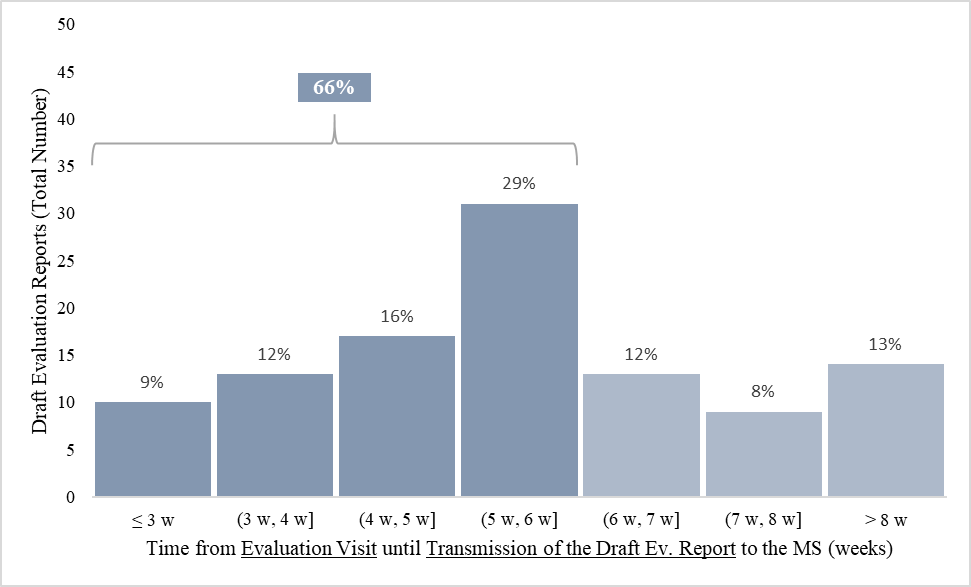 50
45
40
35
30
25
20
15
10
5
0
Draft Evaluation Reports (Total Number)
66%
9%
12%
16%
29%
12%
8%
13%
≤ 3 w
(3 w, 4 w]
(4 w, 5 w]
(5 w, 6 w]
(6 w, 7 w]
(7 w, 8 w]
> 8 w
Time from Evaluation Visit until Transmission of the Draft Ev. Report to the MS (weeks)